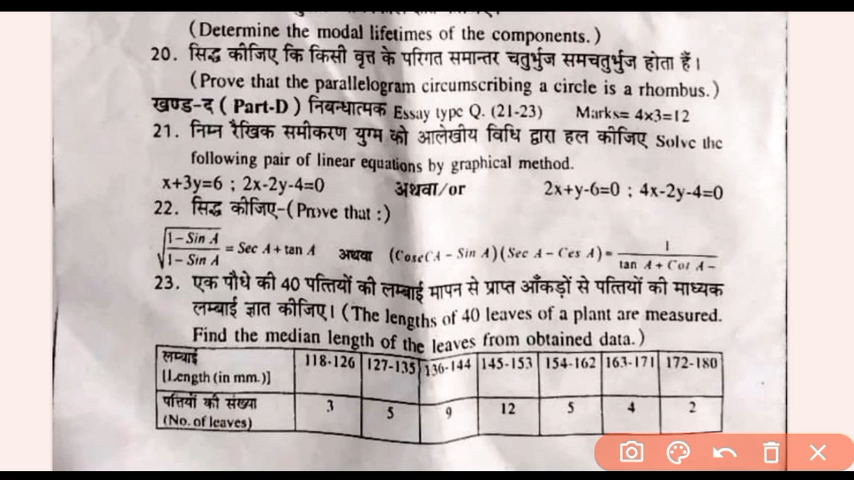 (Determine the modal lifetimes of the components.)
20. सिद्ध कीजिए कि किसी वृत्त के परिगत समान्तर चतुर्भुज समचतुर्भुज होता हैं।
(Prove that the parallelogram circumscribing a circle is a rhombus.)
खण्ड-द ( Part-D ) निबन्धात्मक Essay type Q. (21-23) Marks= 4×3=12
21. निम्न रैखिक समीकरण युग्म को आलेखीय विधि द्वारा हल कीजिए Solve the
following pair of linear equations by graphical method.
x+3y=6 ; 2x-2y-4=0 अथवा/or 2x+y-6=0 ; 4x-2y-4=0
22. सिद्ध कीजिए-(Prove that :)
√(1-Sin A / 1-Sin A) = Sec A+tan A अथवा (CoseCA - Sin A)(Sec A - Ces A)= 1 / tan A + Cot A -
23. एक पौधे की 40 पत्तियों की लम्बाई मापन से प्राप्त आँकड़ों से पत्तियों की माध्यक
लम्बाई ज्ञात कीजिए। (The lengths of 40 leaves of a plant are measured.
Find the median length of the leaves from obtained data.)
लम्बाई
[Length (in mm.)] 118-126 127-135 136-144 145-153 154-162 163-171 172-180
पत्तियों की संख्या
(No. of leaves) 3 5 9 12 5 4 2